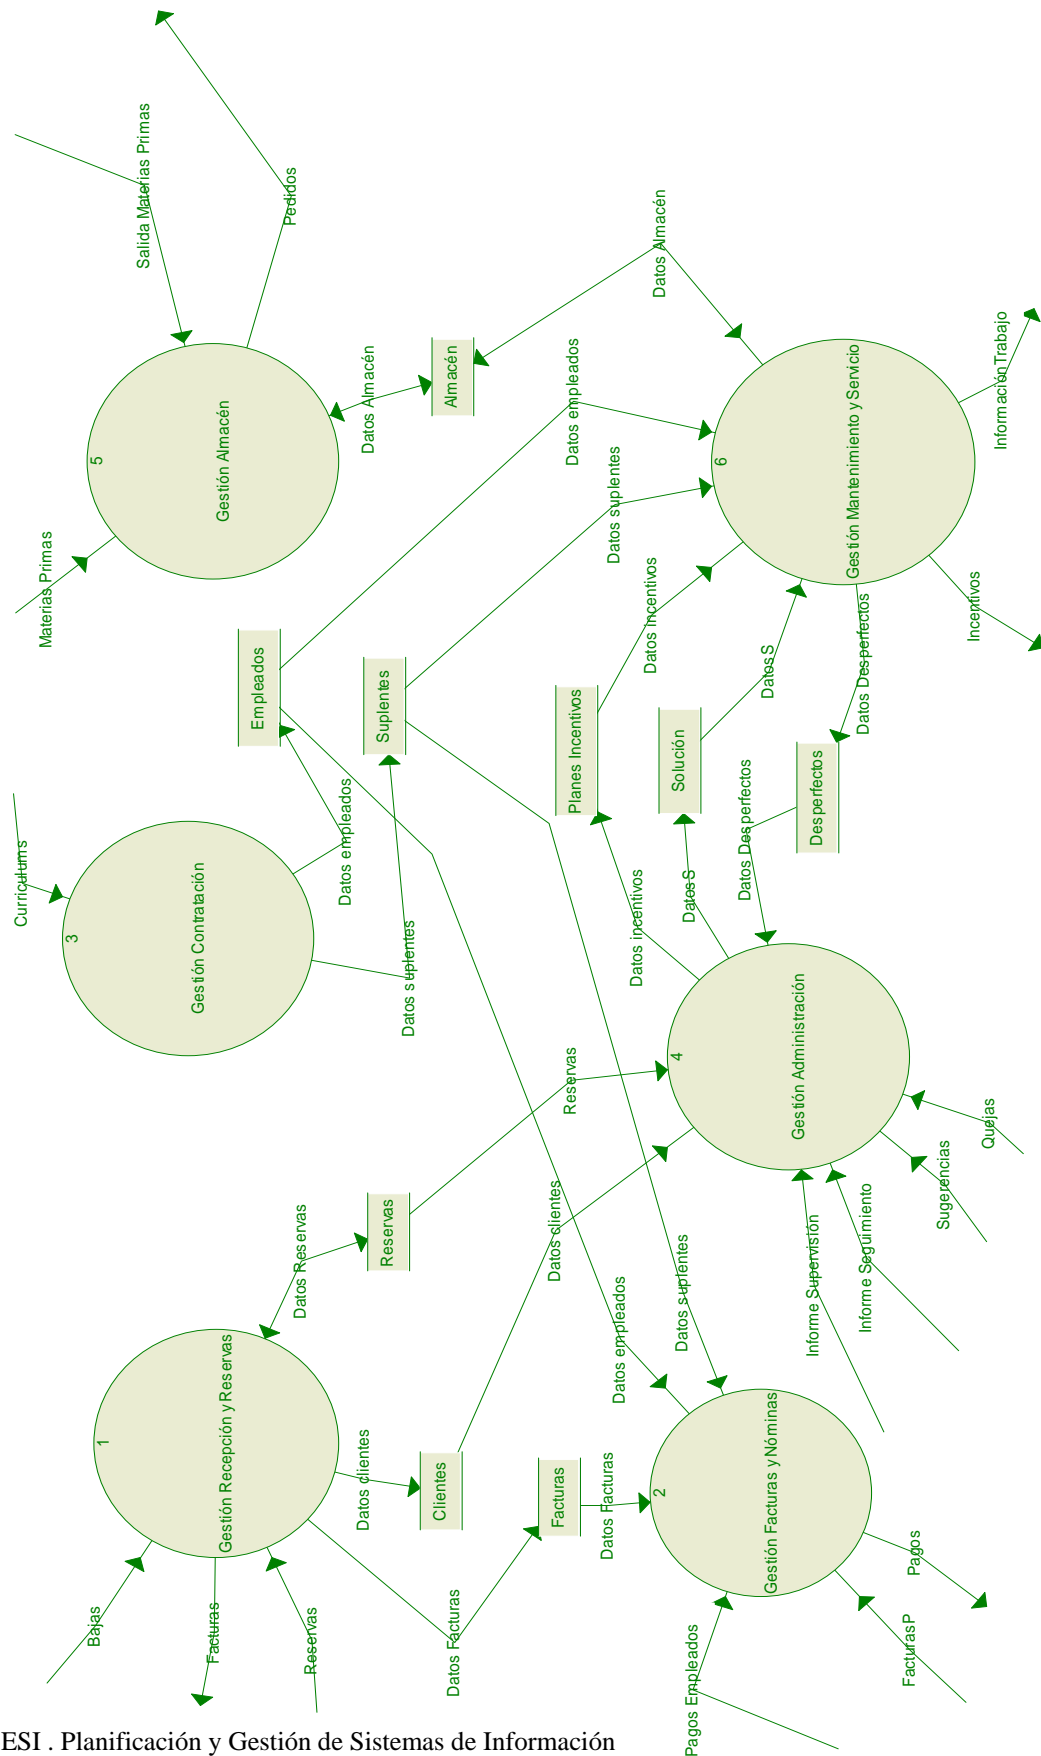 Materias Primas
Salida Materias Primas
Pedidos
5
Gestión Almacén
Datos Almacén
Almacén
Datos Almacén
Datos empleados
Datos suplentes
6
Gestión Mantenimiento y Servicio
Información Trabajo
Incentivos
Datos Desperfectos
Datos S
Datos incentivos
Empleados
Suplentes
Planes Incentivos
Solución
Desperfectos
Curriculums
3
Gestión Contratación
Datos empleados
Datos suplentes
Datos incentivos
Datos S
Datos Desperfectos
4
Gestión Administración
Reservas
Datos clientes
Quejas
Sugerencias
Informe Seguimiento
Informe Supervisión
Reservas
Datos Reservas
1
Gestión Recepción y Reservas
Bajas
Facturas
Reservas
Datos clientes
Clientes
Datos Facturas
Facturas
Datos Facturas
Datos empleados
Datos suplentes
2
Gestión Facturas y Nóminas
Pagos Empleados
FacturasP
Pagos
ESI . Planificación y Gestión de Sistemas de Información